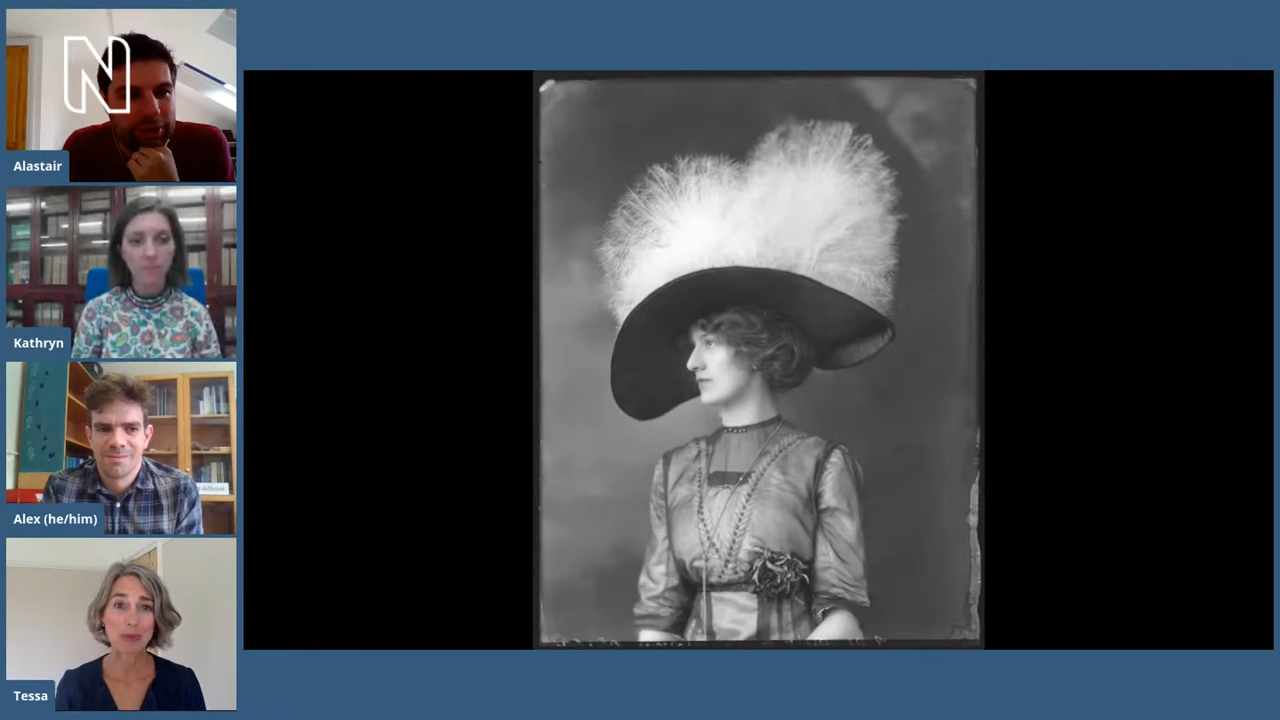 N
Alastair
Kathryn
Alex (he/him)
Tessa